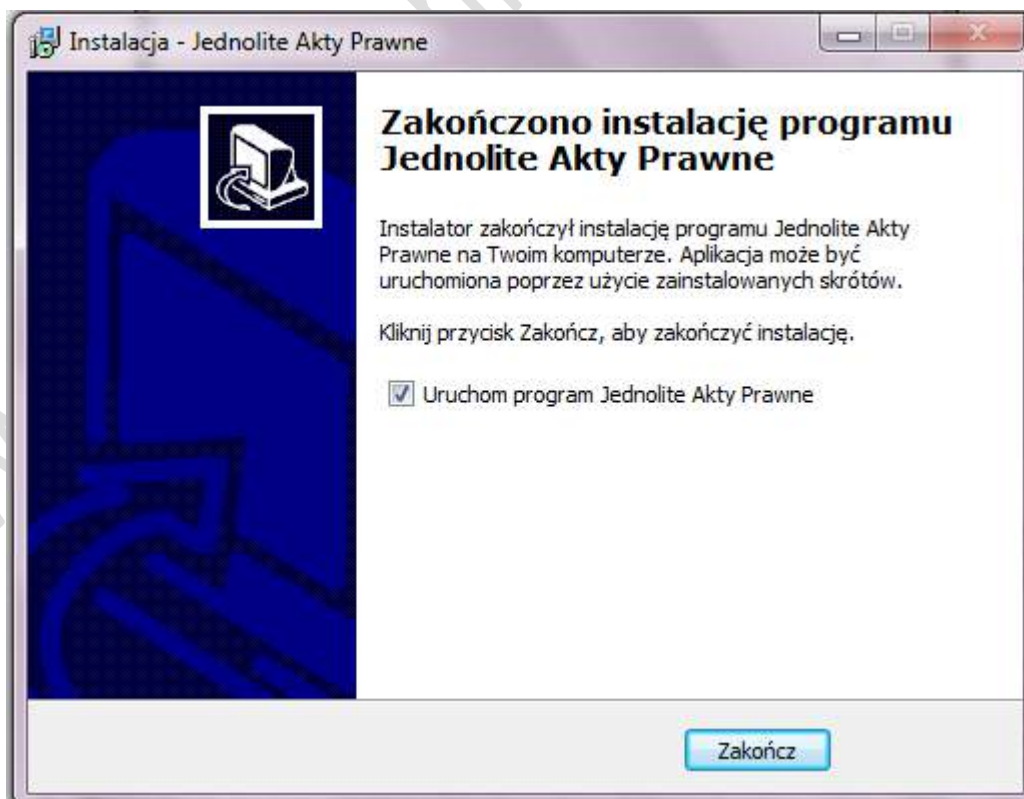 Instalacja - Jednolite Akty Prawne
Zakończono instalację programu
Jednolite Akty Prawne
Instalator zakończył instalację programu Jednolite Akty
Prawne na Twoim komputerze. Aplikacja może być
uruchomiona poprzez użycie zainstalowanych skrótów.
Kliknij przycisk Zakończ, aby zakończyć instalację.
Uruchom program Jednolite Akty Prawne
Zakończ